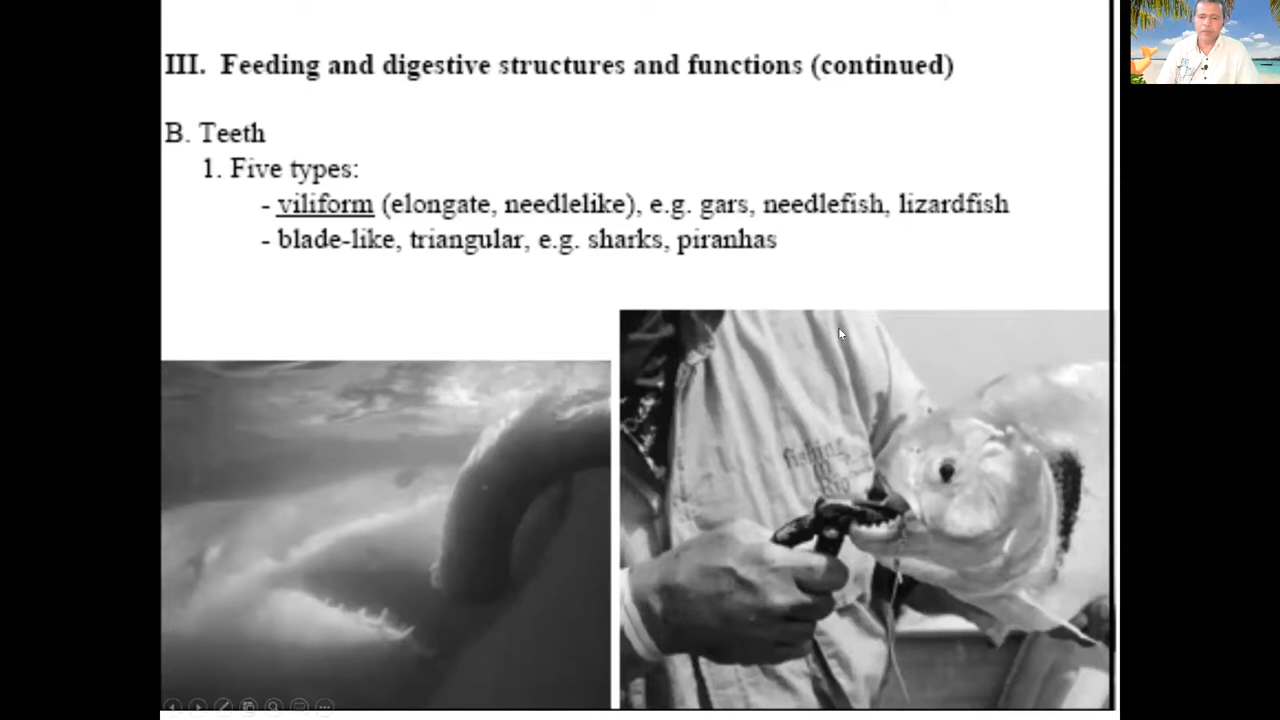 III. Feeding and digestive structures and functions (continued)
B. Teeth
1. Five types:
- viliform (elongate, needlelike), e.g. gars, needlefish, lizardfish
- blade-like, triangular, e.g. sharks, piranhas
fishing